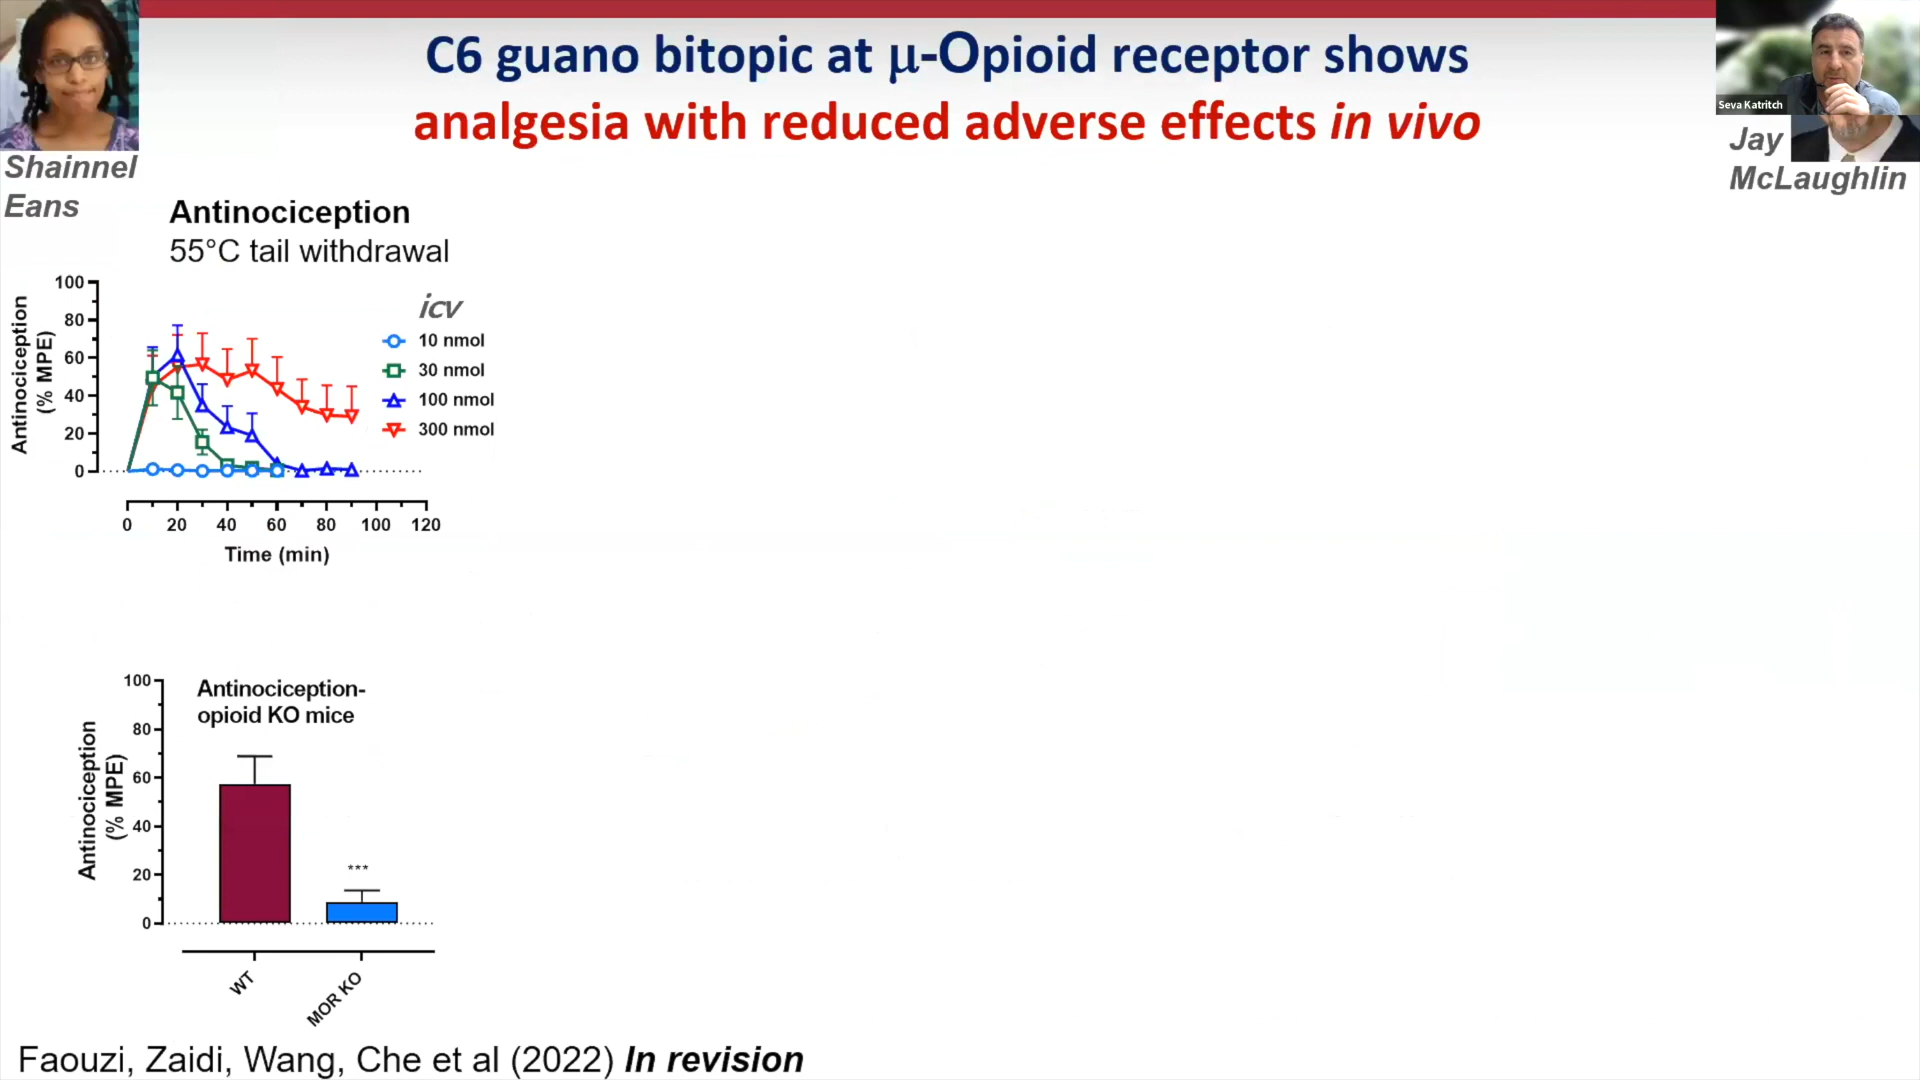 C6 guano bitopic at μ-Opioid receptor shows
analgesia with reduced adverse effects in vivo
Shainnel
Eans
Seva Katritch
Jay
McLaughlin
Antinociception
55°C tail withdrawal
Antinociception
(% MPE)
100
80
60
40
20
0
icv
10 nmol
30 nmol
100 nmol
300 nmol
0 20 40 60 80 100 120
Time (min)
Antinociception-
opioid KO mice
Antinociception
(% MPE)
100
80
60
40
20
0
***
WT
MOR KO
Faouzi, Zaidi, Wang, Che et al (2022) In revision